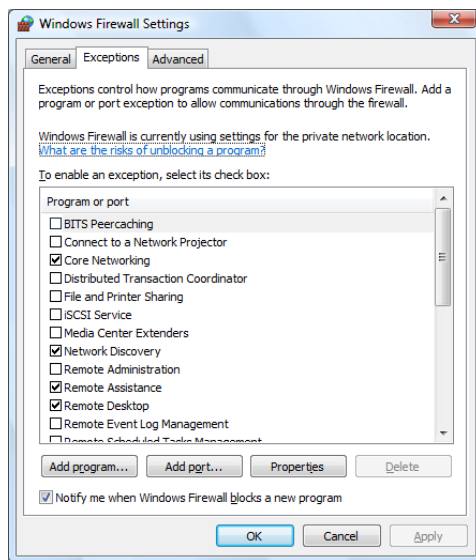 Windows Firewall Settings
General Exceptions Advanced
Exceptions control how programs communicate through Windows Firewall. Add a
program or port exception to allow communications through the firewall.
Windows Firewall is currently using settings for the private network location.
What are the risks of unblocking a program?
To enable an exception, select its check box:
Program or port
BITS Peercaching
Connect to a Network Projector
Core Networking
Distributed Transaction Coordinator
File and Printer Sharing
iSCSI Service
Media Center Extenders
Network Discovery
Remote Administration
Remote Assistance
Remote Desktop
Remote Event Log Management
Remote Scheduled Tasks Management
Add program... Add port... Properties Delete
Notify me when Windows Firewall blocks a new program
OK Cancel Apply